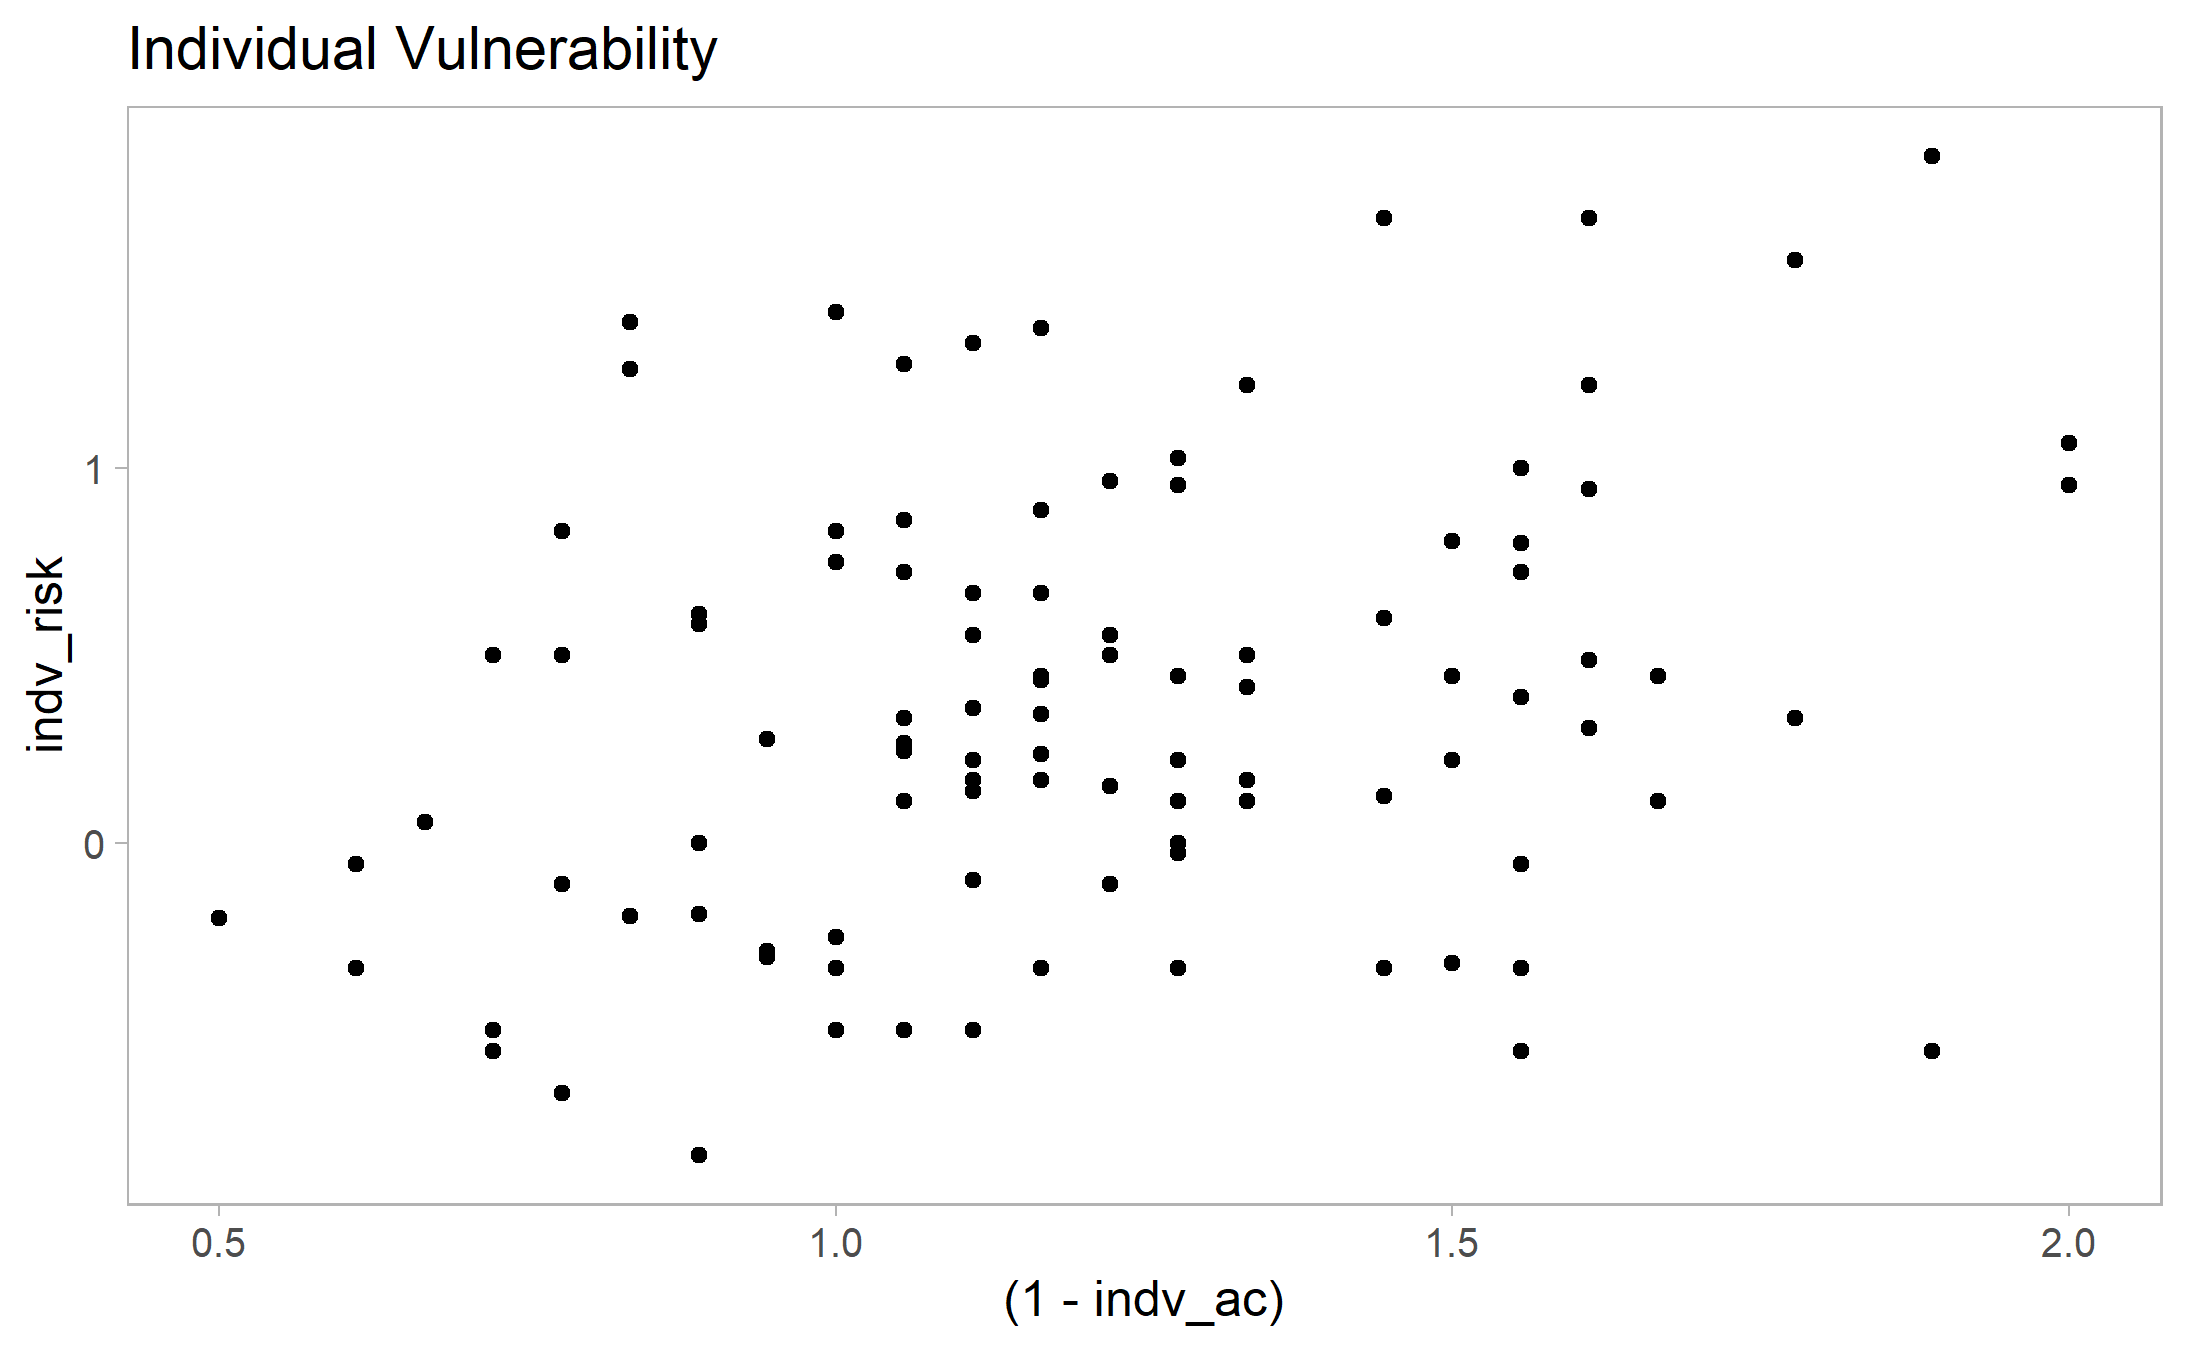 Individual Vulnerability
indv_risk
1
0
0.5 1.0 1.5 2.0
(1 - indv_ac)